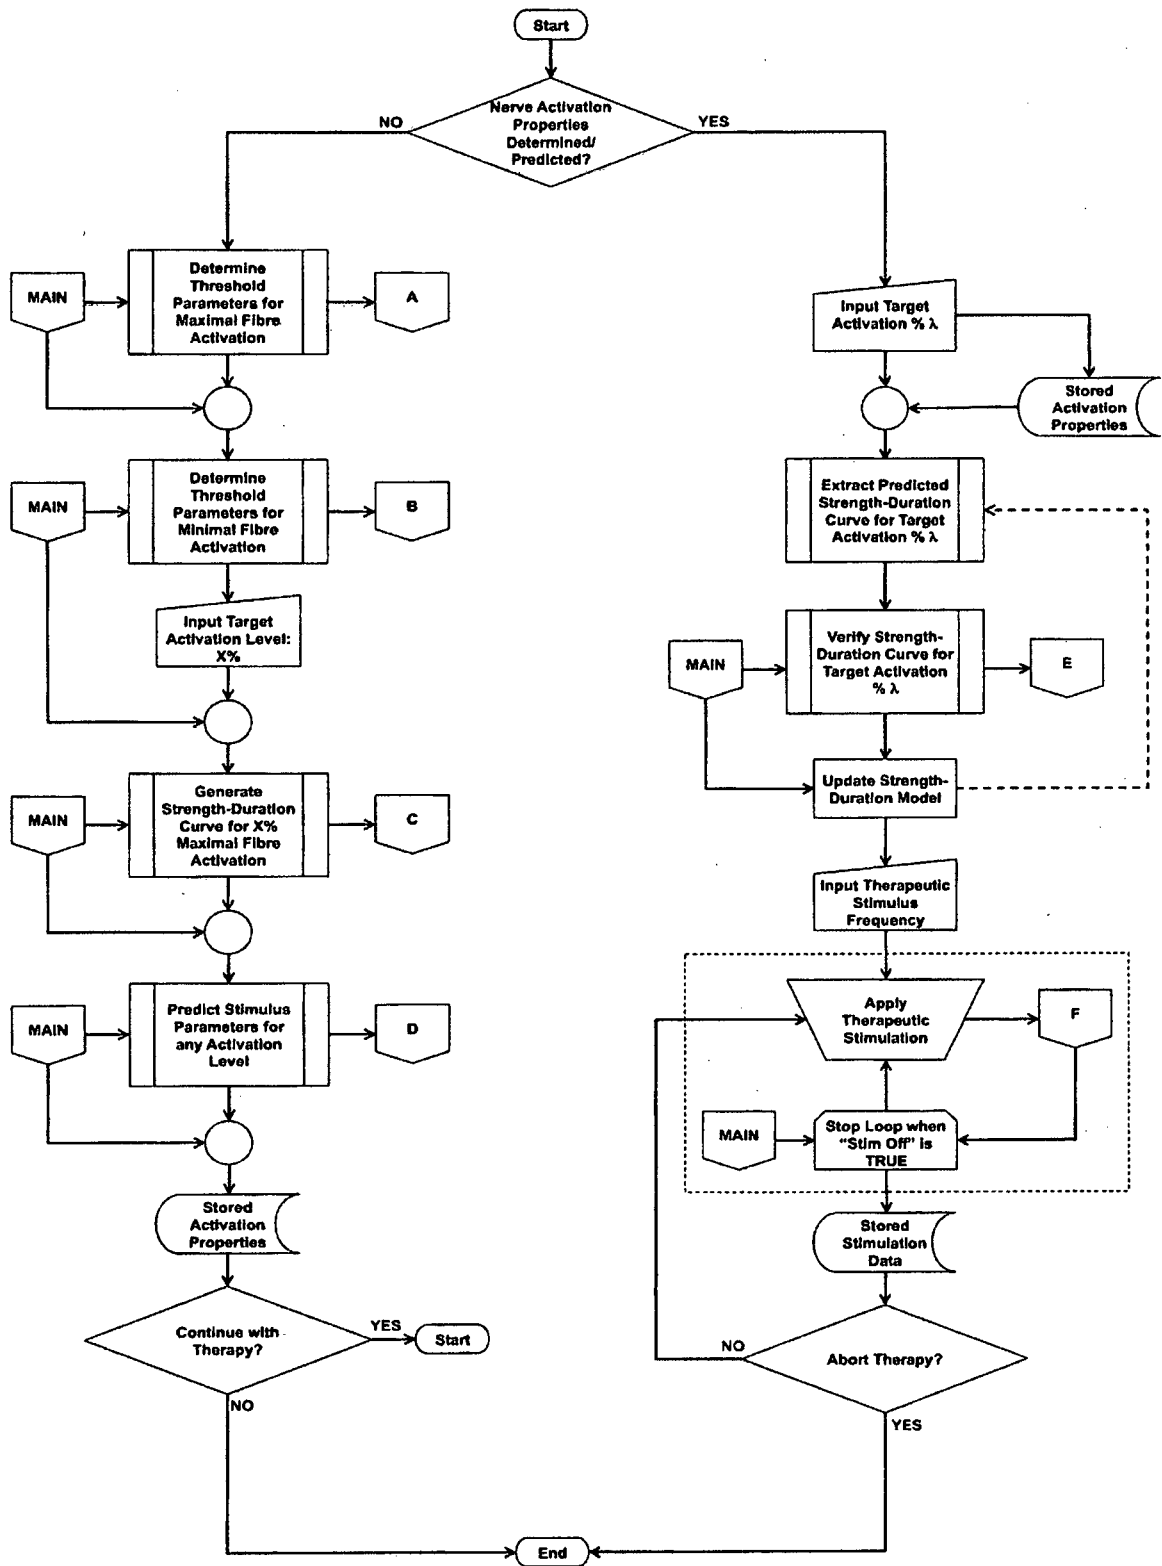 Start
Nerve Activation
Properties
Determined/
Predicted?
NO
YES
MAIN
Determine
Threshold
Parameters for
Maximal Fibre
Activation
A
MAIN
Determine
Threshold
Parameters for
Minimal Fibre
Activation
B
Input Target
Activation Level:
X%
MAIN
Generate
Strength-Duration
Curve for X%
Maximal Fibre
Activation
C
MAIN
Predict Stimulus
Parameters for
any Activation
Level
D
Stored
Activation
Properties
Continue with
Therapy?
YES
Start
NO
Input Target
Activation % λ
Stored
Activation
Properties
Extract Predicted
Strength-Duration
Curve for Target
Activation % λ
MAIN
Verify Strength-
Duration Curve for
Target Activation
% λ
E
Update Strength-
Duration Model
Input Therapeutic
Stimulus
Frequency
Apply
Therapeutic
Stimulation
F
MAIN
Stop Loop when
“Stim Off” is
TRUE
Stored
Stimulation
Data
NO
Abort Therapy?
YES
End